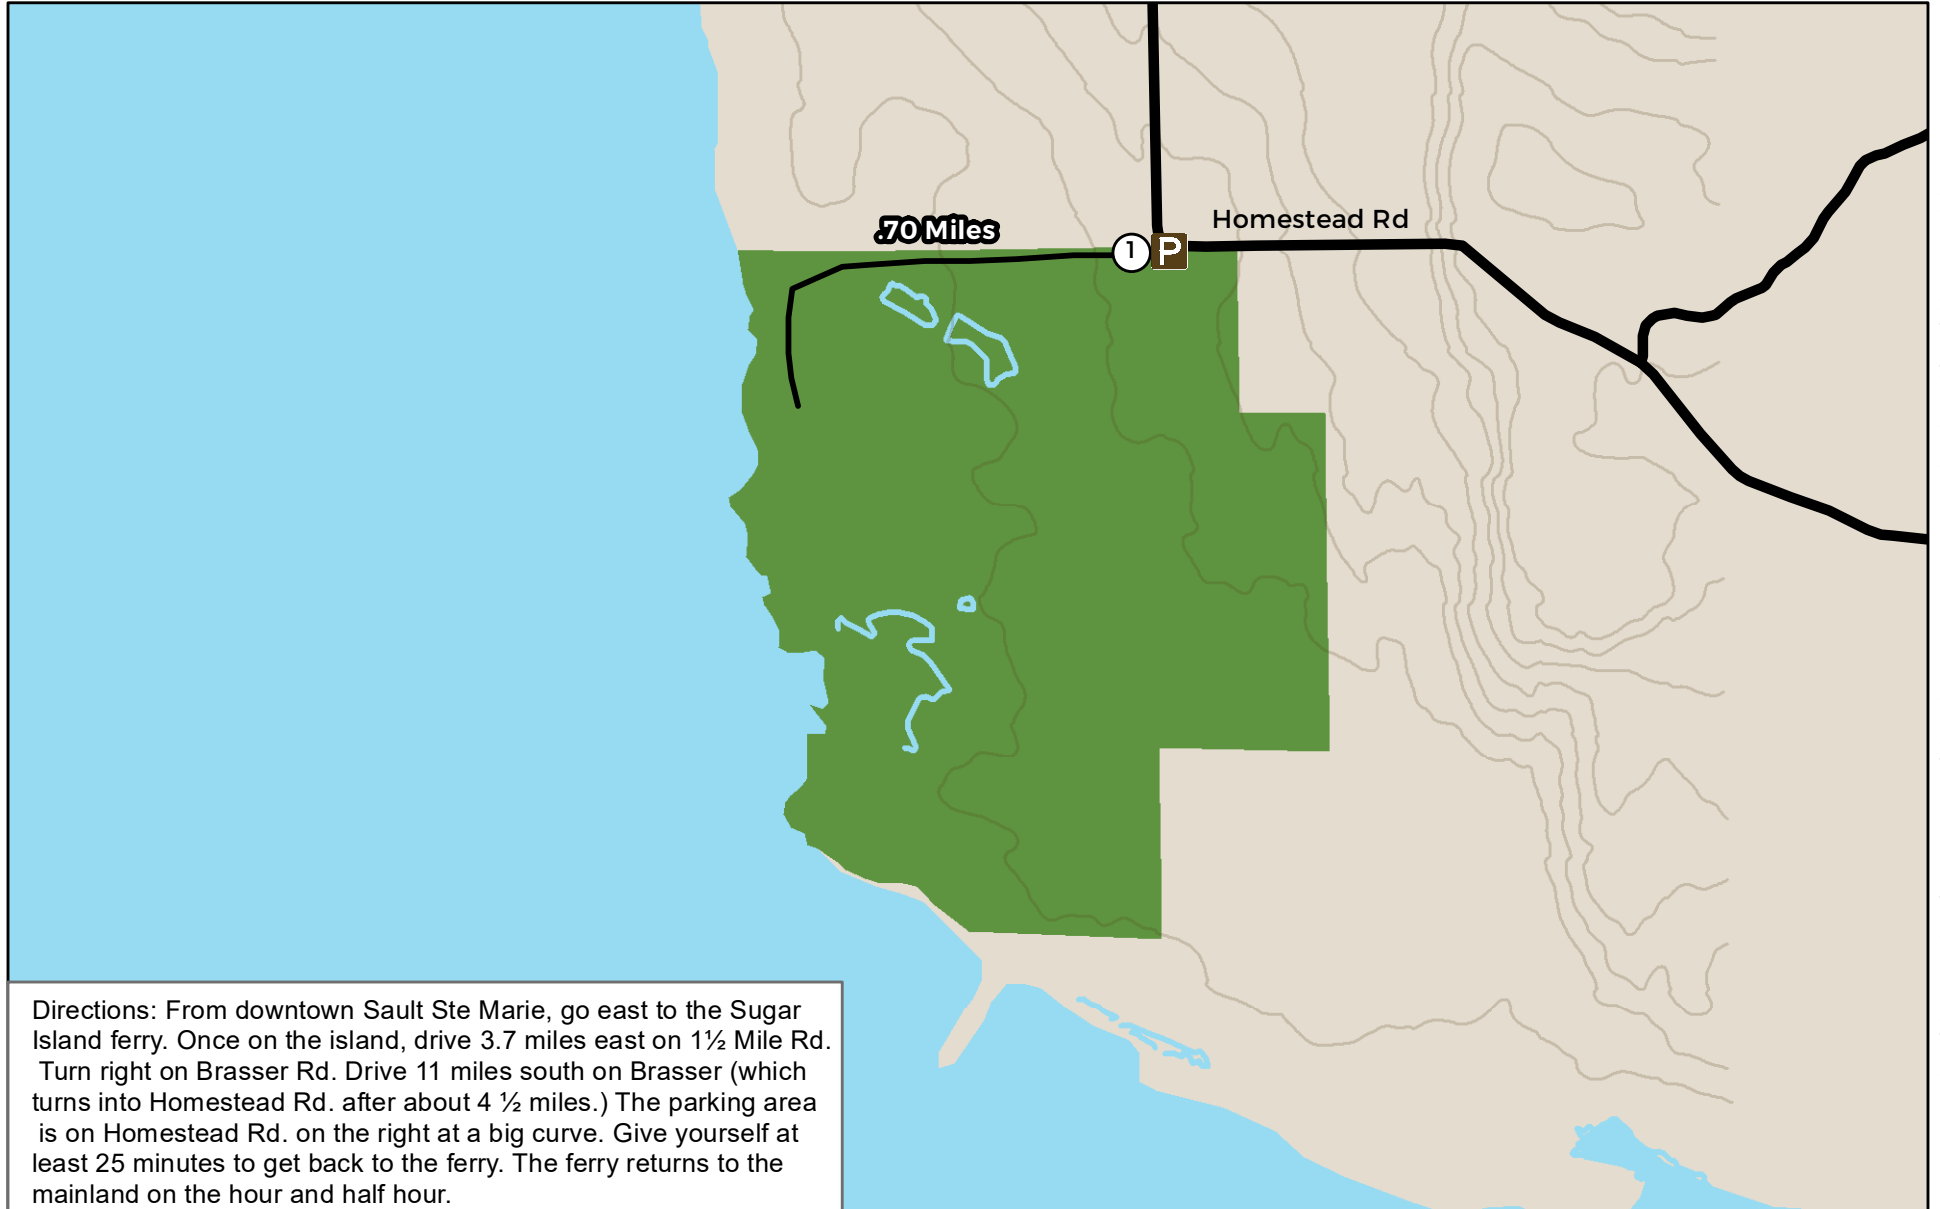 .70 Miles
1
P
Homestead Rd
Directions: From downtown Sault Ste Marie, go east to the Sugar
Island ferry. Once on the island, drive 3.7 miles east on 1½ Mile Rd.
Turn right on Brasser Rd. Drive 11 miles south on Brasser (which
turns into Homestead Rd. after about 4 ½ miles.) The parking area
is on Homestead Rd. on the right at a big curve. Give yourself at
least 25 minutes to get back to the ferry. The ferry returns to the
mainland on the hour and half hour.